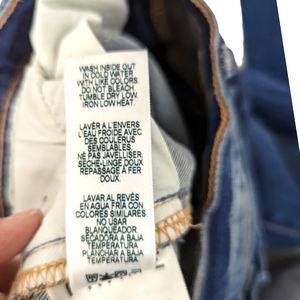 WASH INSIDE OUT
IN COLD WATER
WITH LIKE COLORS.
DO NOT BLEACH.
TUMBLE DRY LOW.
IRON LOW HEAT.
LAVER À L'ENVERS
L'EAU FROIDE AVEC
DES COULEURS
SEMBLABLES.
NE PAS JAVELLISER.
SÈCHE-LINGE DOUX
REPASSAGE À FER
DOUX.
LAVAR AL REVÉS
EN AGUA FRÍA CON
COLORES SIMILARES.
NO USAR
BLANQUEADOR
SECADORA A BAJA
TEMPERATURA
PLANCHAR A BAJA
TEMPERATURA